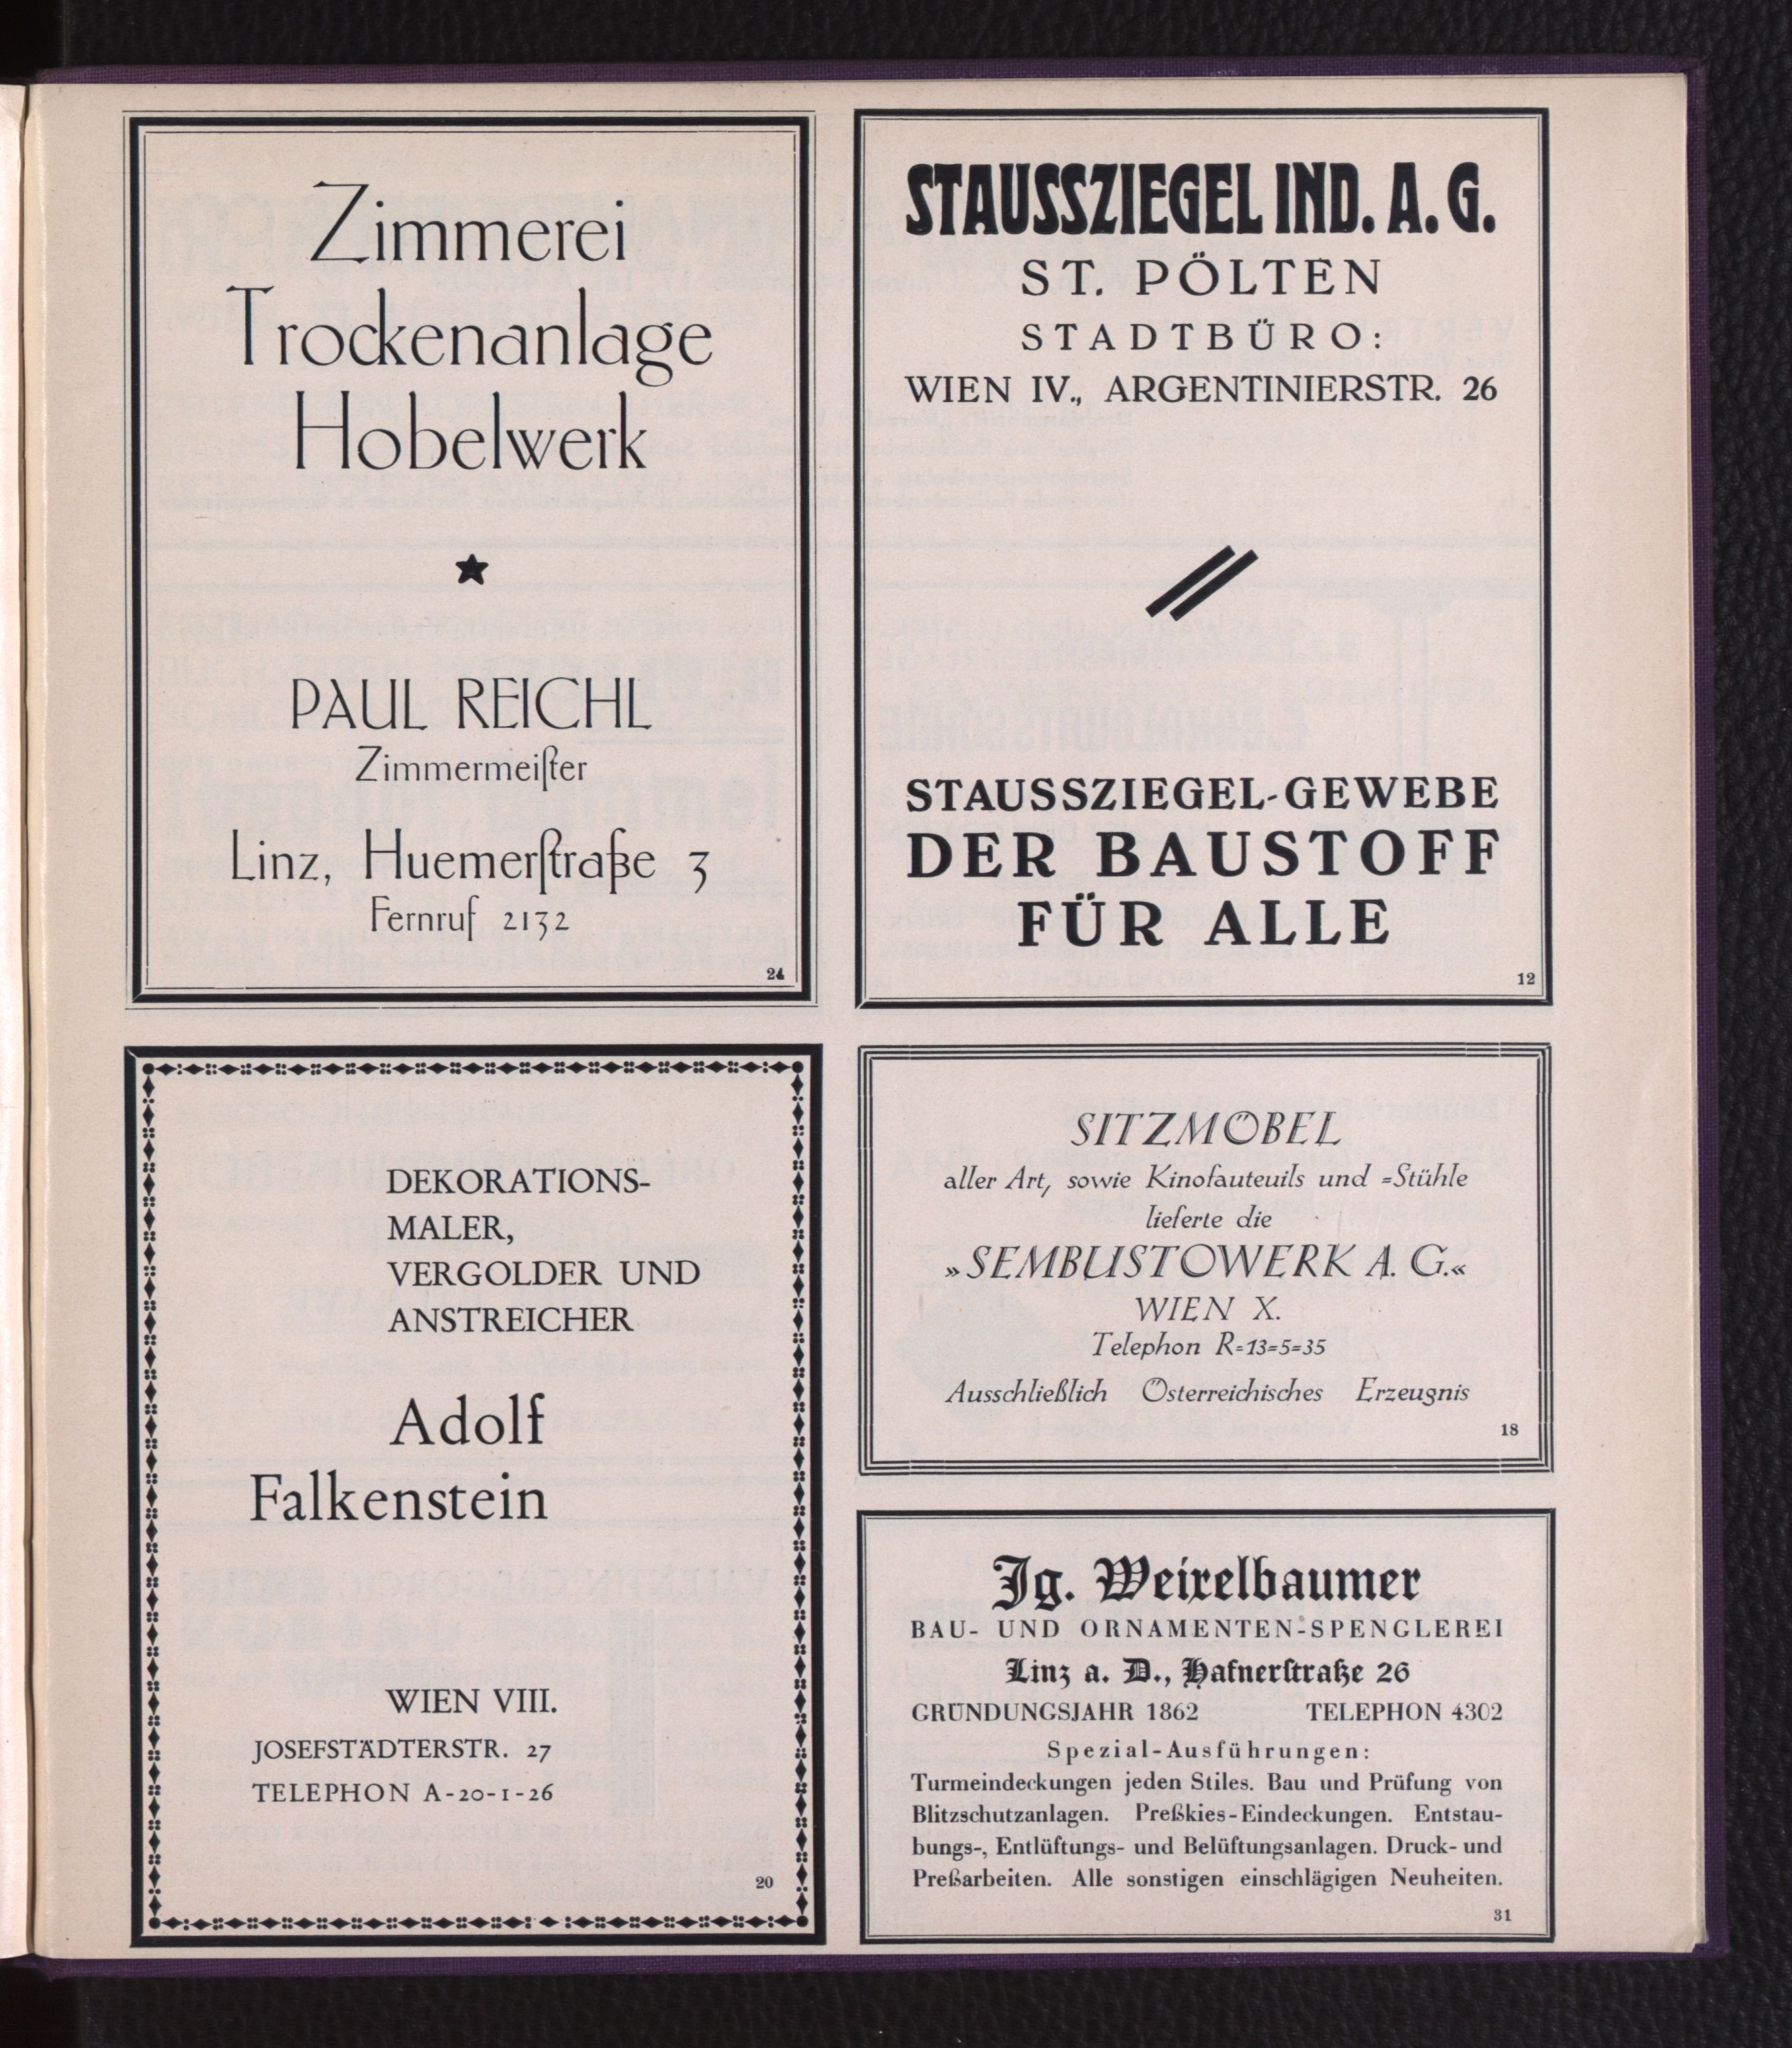 Zimmerei
Trockenanlage
Hobelwerk
PAUL REICHL
Zimmermeiſter
Linz, Huemerſtraße 3
Fernruf 2132
24
STAUSSZIEGEL IND. A. G.
ST. PÖLTEN
STADTBÜRO:
WIEN IV., ARGENTINIERSTR. 26
STAUSSZIEGEL-GEWEBE
DER BAUSTOFF
FÜR ALLE
12
DEKORATIONS-
MALER,
VERGOLDER UND
ANSTREICHER
Adolf
Falkenstein
WIEN VIII.
JOSEFSTÄDTERSTR. 27
TELEPHON A-20-1-26
20
SITZMÖBEL
aller Art, sowie Kinofauteuils und =Stühle
lieferte die
»SEMBUSTOWERK A. G.«
WIEN X.
Telephon R=13=5=35
Ausschließlich Österreichisches Erzeugnis
18
Jg. Weixelbaumer
BAU- UND ORNAMENTEN-SPENGLEREI
Linz a. D., Hafnerſtraße 26
GRÜNDUNGSJAHR 1862 TELEPHON 4302
Spezial-Ausführungen:
Turmeindeckungen jeden Stiles. Bau und Prüfung von
Blitzschutzanlagen. Preßkies-Eindeckungen. Entstau-
bungs-, Entlüftungs- und Belüftungsanlagen. Druck- und
Preßarbeiten. Alle sonstigen einschlägigen Neuheiten.
31